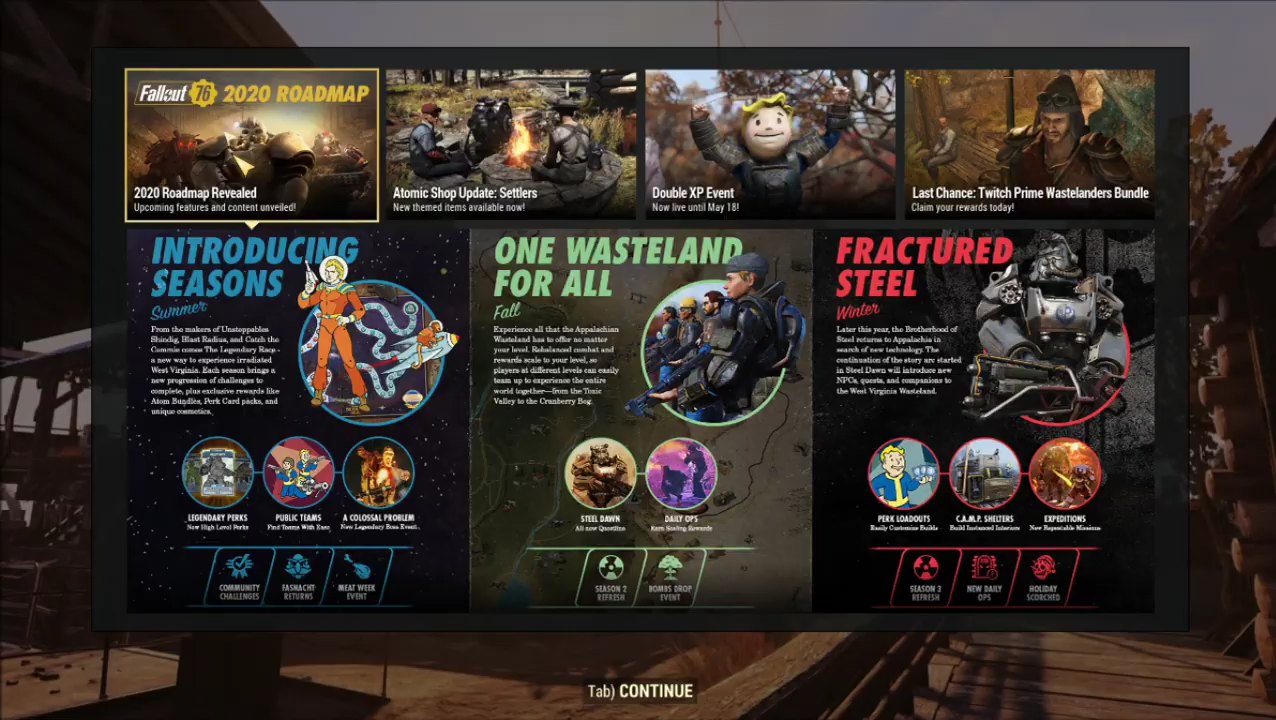 Fallout 76 2020 ROADMAP
2020 Roadmap Revealed
Upcoming features and content unveiled!
Atomic Shop Update: Settlers
New themed items available now!
Double XP Event
Now live until May 18!
Last Chance: Twitch Prime Wastelanders Bundle
Claim your rewards today!
INTRODUCING
SEASONS
Summer
From the makers of Unstoppables
Shindig, Blast Radius, and Catch the
Commie comes The Legendary Race -
a new way to experience irradiated
West Virginia. Each season brings a
new progression of challenges to
complete, plus exclusive rewards like
Atom Bundles, Perk Card packs, and
unique cosmetics.
LEGENDARY PERKS
New High Level Perks
PUBLIC TEAMS
Find Teams With Ease
A COLOSSAL PROBLEM
New Legendary Boss Event
COMMUNITY
CHALLENGES
FASNACHT
RETURNS
MEAT WEEK
EVENT
ONE WASTELAND
FOR ALL
Fall
Experience all that the Appalachian
Wasteland has to offer no matter
your level. Rebalanced combat and
rewards scale to your level, so
players at different levels can easily
team up to experience the entire
world together—from the Toxic
Valley to the Cranberry Bog.
STEEL DAWN
All new Questline
DAILY OPS
Earn Scaling Rewards
SEASON 2
REFRESH
BOMBS DROP
EVENT
FRACTURED
STEEL
Winter
Later this year, the Brotherhood of
Steel returns to Appalachia in
search of new technology. The
continuation of the story are started
in Steel Dawn will introduce new
NPCs, quests, and companions to
the West Virginia Wasteland.
PERK LOADOUTS
Easily Customize Builds
C.A.M.P. SHELTERS
Build Instanced Interiors
EXPEDITIONS
New Repeatable Missions
SEASON 3
REFRESH
NEW DAILY
OPS
HOLIDAY
SCORCHED
Tab) CONTINUE